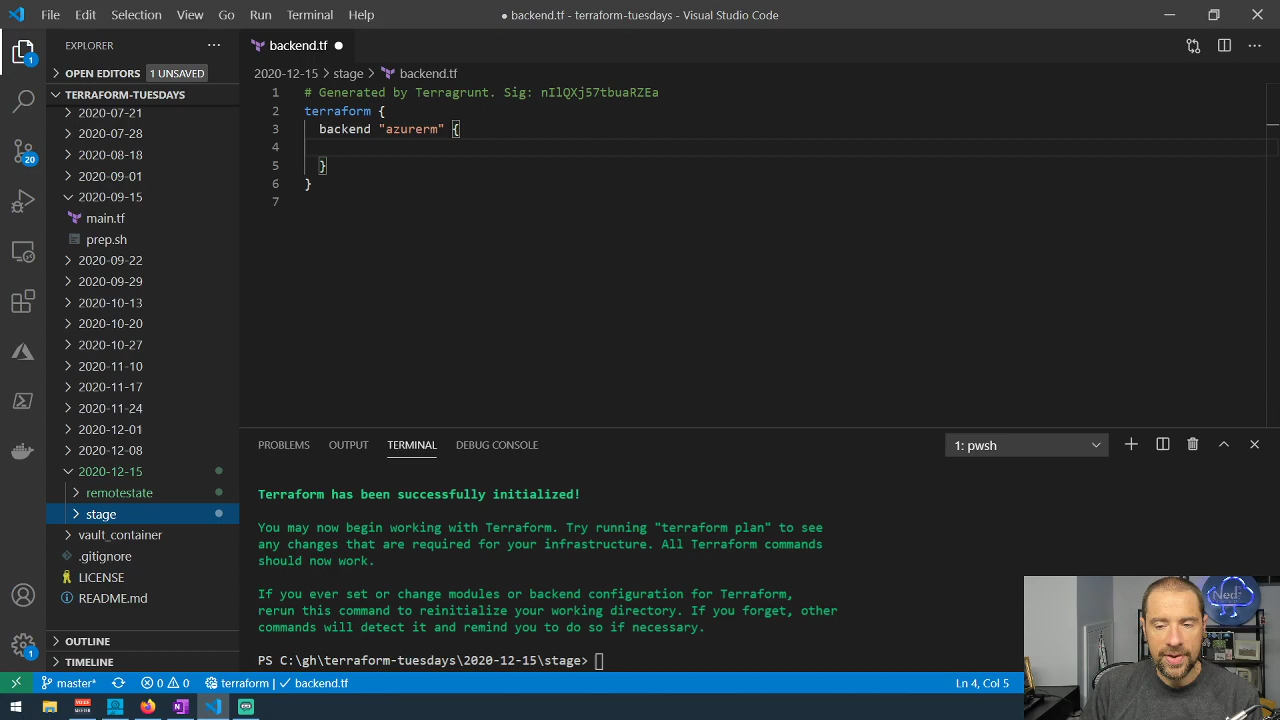 File Edit Selection View Go Run Terminal Help
● backend.tf - terraform-tuesdays - Visual Studio Code
EXPLORER
OPEN EDITORS 1 UNSAVED
TERRAFORM-TUESDAYS
2020-07-21
2020-07-28
2020-08-18
2020-09-01
2020-09-15
main.tf
prep.sh
2020-09-22
2020-09-29
2020-10-13
2020-10-20
2020-10-27
2020-11-10
2020-11-17
2020-11-24
2020-12-01
2020-12-08
2020-12-15
remotestate
stage
vault_container
.gitignore
LICENSE
README.md
OUTLINE
TIMELINE
1
20
1
backend.tf
2020-12-15 > stage > backend.tf
1 # Generated by Terragrunt. Sig: nIlQXj57tbuaRZEa
2 terraform {
3 backend "azurerm" {
4
5 }
6 }
7
PROBLEMS OUTPUT TERMINAL DEBUG CONSOLE
1: pwsh
Terraform has been successfully initialized!
You may now begin working with Terraform. Try running "terraform plan" to see
any changes that are required for your infrastructure. All Terraform commands
should now work.
If you ever set or change modules or backend configuration for Terraform,
rerun this command to reinitialize your working directory. If you forget, other
commands will detect it and remind you to do so if necessary.
PS C:\gh\terraform-tuesdays\2020-12-15\stage>
master* 0 0 terraform | ✓ backend.tf
Ln 4, Col 5
Ned